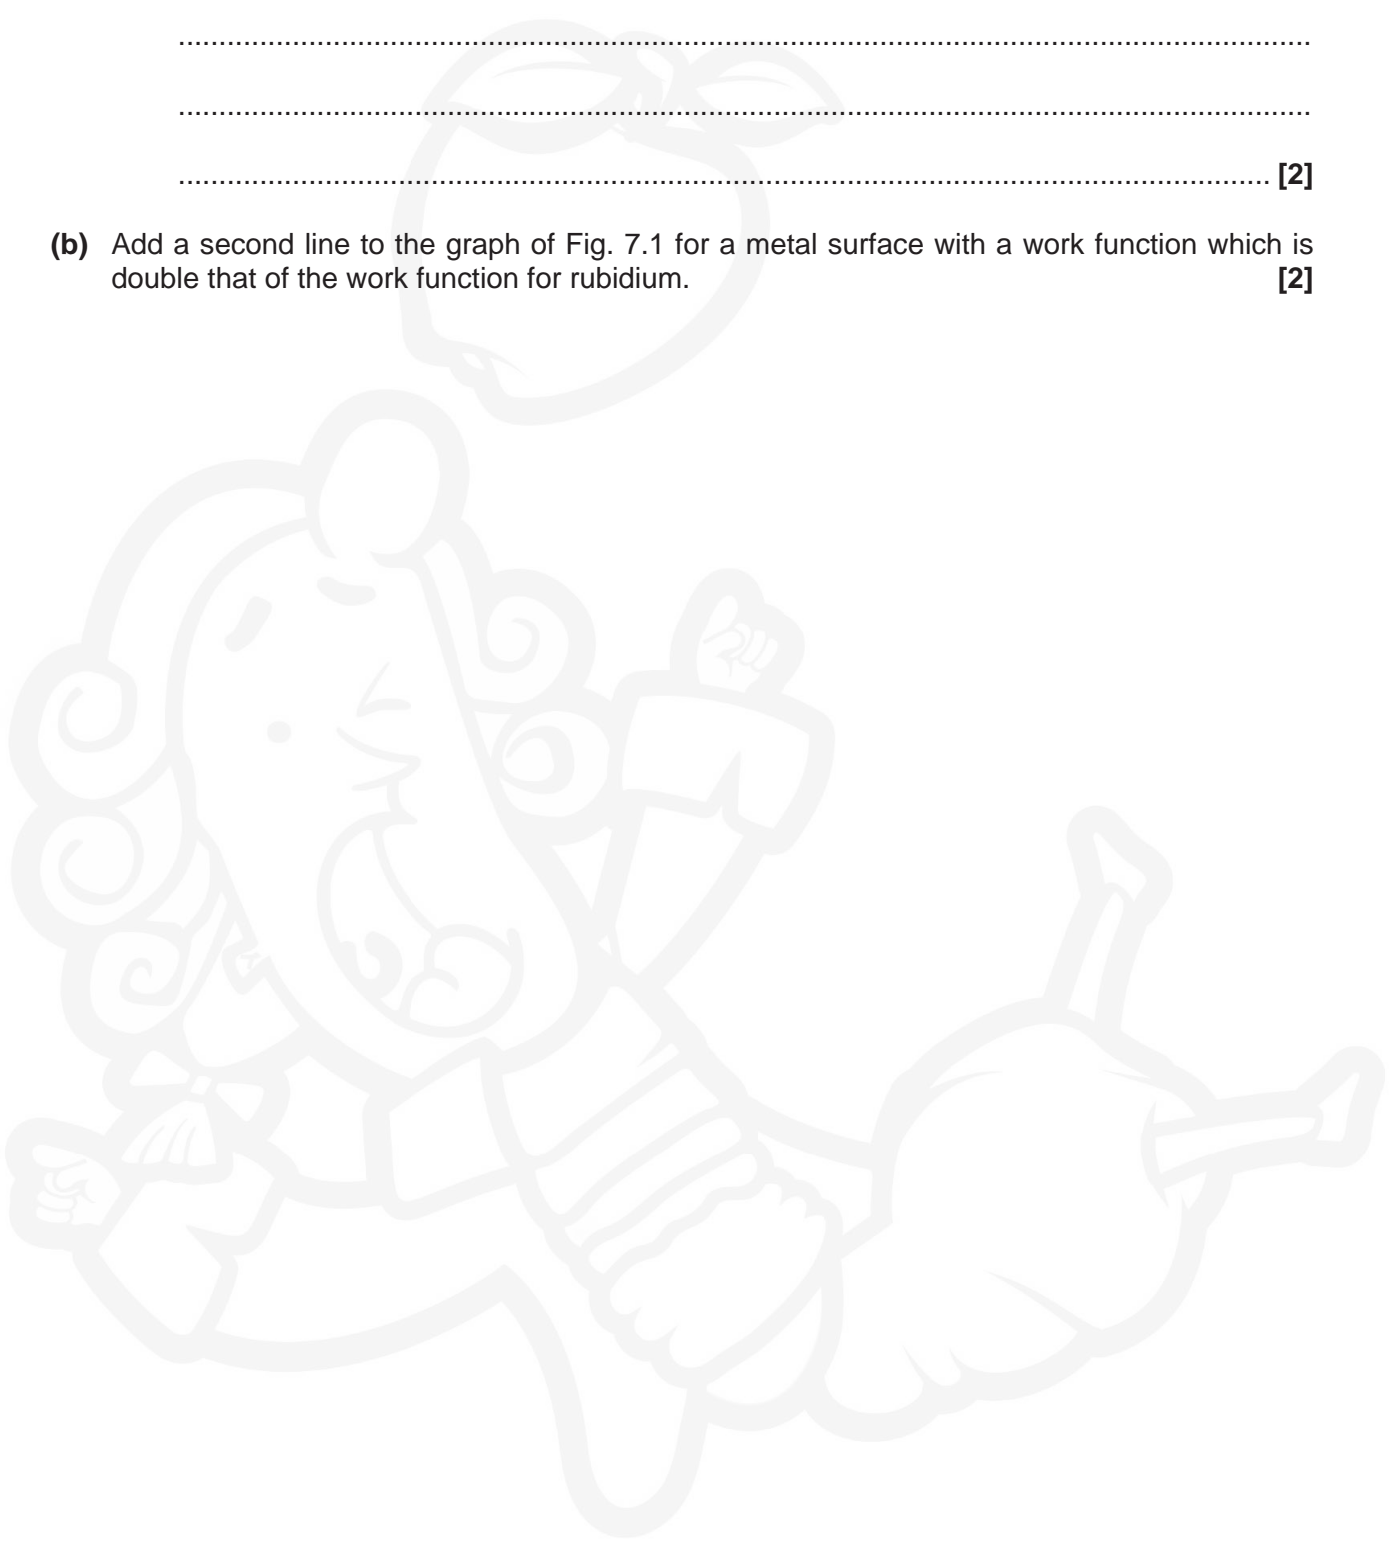 ..........................................................................................................................................
..........................................................................................................................................
..................................................................................................................................... [2]
(b) Add a second line to the graph of Fig. 7.1 for a metal surface with a work function which is
double that of the work function for rubidium. [2]